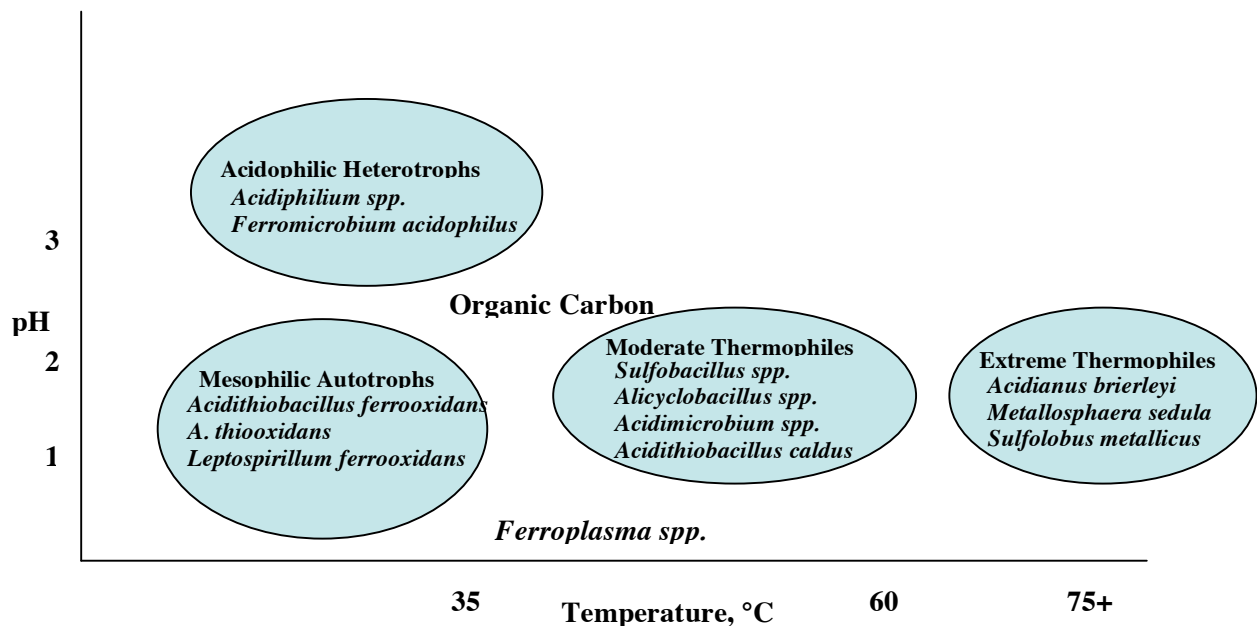 Acidophilic Heterotrophs
Acidiphilium spp.
Ferromicrobium acidophilus
3
Organic Carbon
pH
2
Mesophilic Autotrophs
Acidithiobacillus ferrooxidans
A. thiooxidans
Leptospirillum ferrooxidans
1
Moderate Thermophiles
Sulfobacillus spp.
Alicyclobacillus spp.
Acidimicrobium spp.
Acidithiobacillus caldus
Extreme Thermophiles
Acidianus brierleyi
Metallosphaera sedula
Sulfolobus metallicus
Ferroplasma spp.
35
Temperature, °C
60
75+